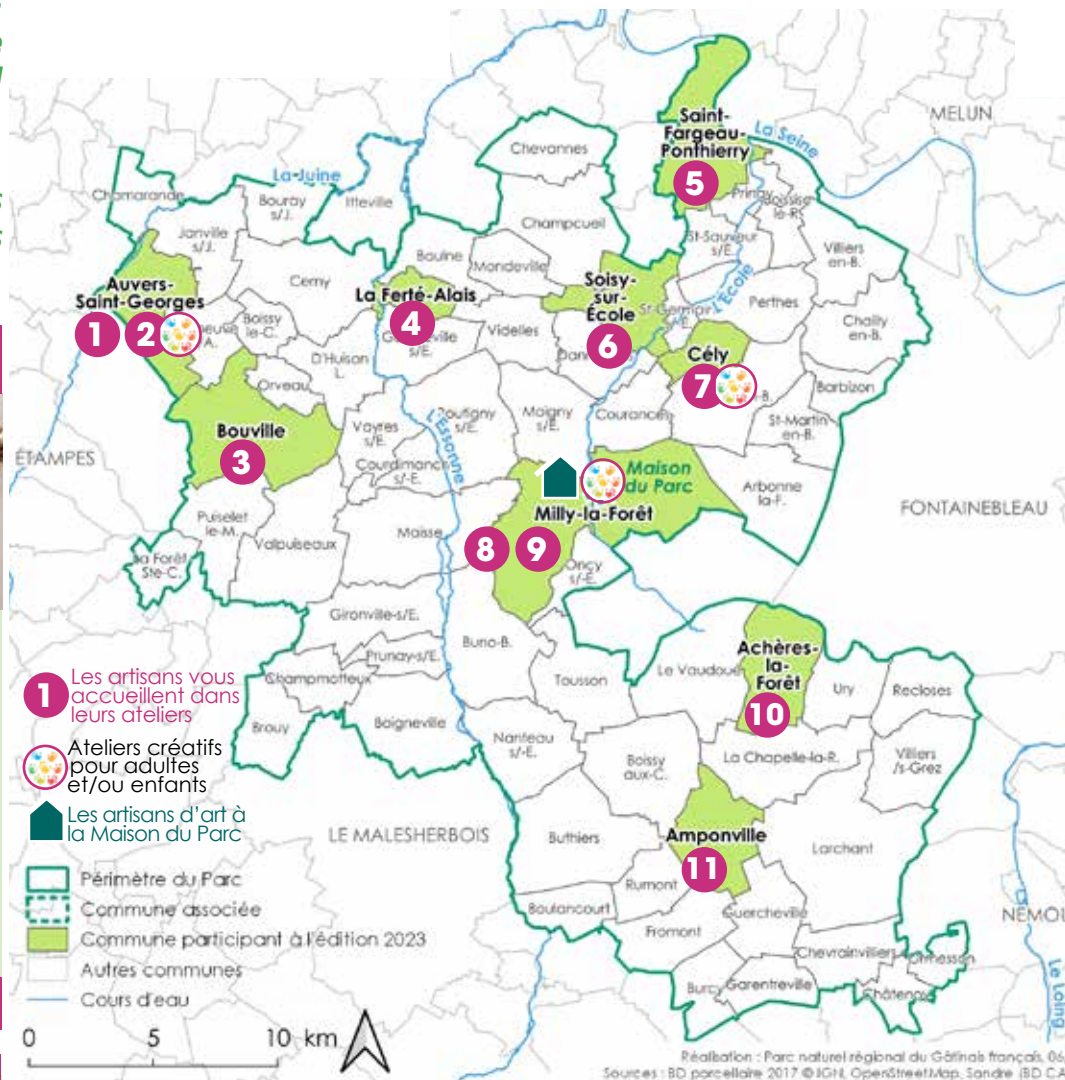 MELUN
Saint-
Fargeau-
Ponthierry
La Seine
5
Chevannes
Champcueil
La Juine
Chamarande
Bouray
s/J.
Itteville
Janville
s/J.
Cerny
Baulne
Mondeville
St-Sauveur
s/E.
Villiers
en-B.
L'École
Perthes
Chailly
en-B.
Auvers-
Saint-Georges
1
2
Boissy
le-C.
La Ferté-Alais
4
Videlles
Soisy-
sur-
École
6
Cély
7
Barbizon
D'Huison
L.
Orveau
Bouville
3
ÉTAMPES
Vayres
s/E.
Courdimanche
s/-E.
L'Essonne
Moigny
s/E.
St-Martin
en-B.
Maison
du Parc
Milly-la-Forêt
8
9
Arbonne
la-F.
FONTAINEBLEAU
Puiselet
le-M.
Valpuiseaux
Maisse
La Forêt
Ste-C.
Oncy
s/-E.
Gironville-s/E.
Prunay-s/E.
Buno-B.
Champmotteux
Brouy
Boigneville
Tousson
Le Vaudoué
Achères-
la-
Forêt
10
Ury
Recloses
Nanteau
s/-E.
Boissy
aux-C.
La Chapelle-la-R.
Villiers
/s-Grez
LE MALESHERBOIS
Buthiers
Amponville
11
Larchant
Rumont
Boulancourt
Fromont
Guercheville
Chevrainvilliers
Burcy
Garentreville
Châtenoy
Le Loing
1
Les artisans vous
accueillent dans
leurs ateliers
Ateliers créatifs
pour adultes
et/ou enfants
Les artisans d'art à
la Maison du Parc
Périmètre du Parc
Commune associée
Commune participant à l'édition 2023
Autres communes
Cours d'eau
0 5 10 km
Réalisation : Parc naturel régional du Gâtinais français, 06/
Sources : BD parcellaire 2017 © IGN, OpenStreetMap, Sandre (BD CA